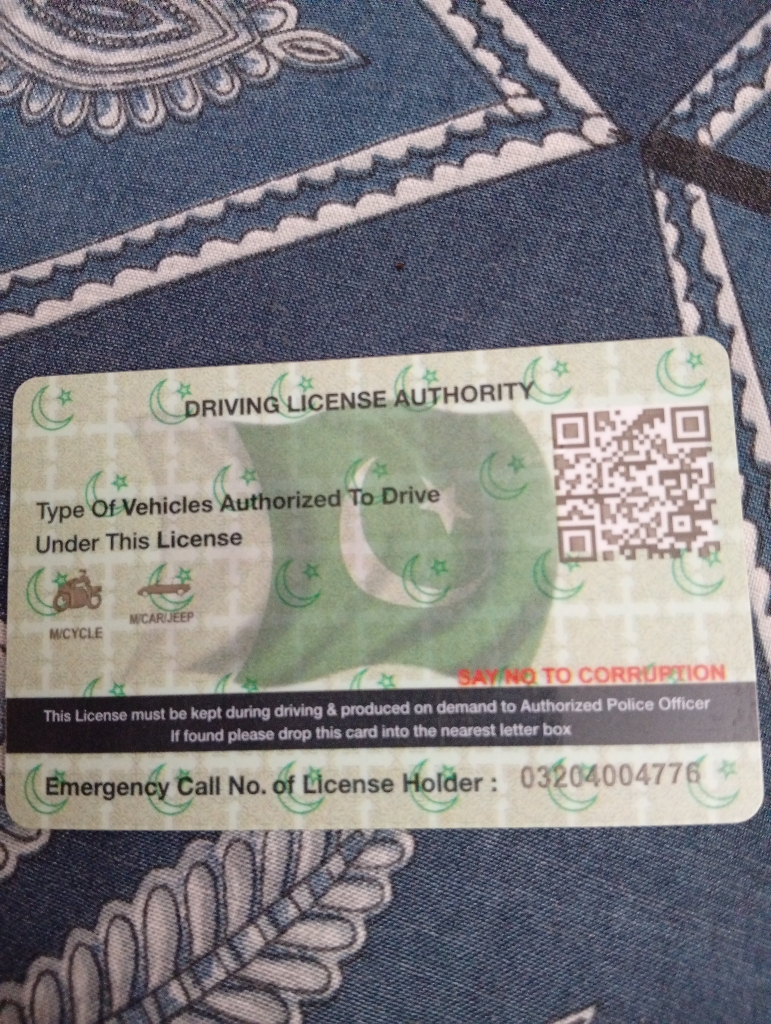 DRIVING LICENSE AUTHORITY
Type Of Vehicles Authorized To Drive
Under This License
M/CYCLE
M/CAR/JEEP
SAY NO TO CORRUPTION
This License must be kept during driving & produced on demand to Authorized Police Officer
If found please drop this card into the nearest letter box
Emergency Call No. of License Holder : 03204004776